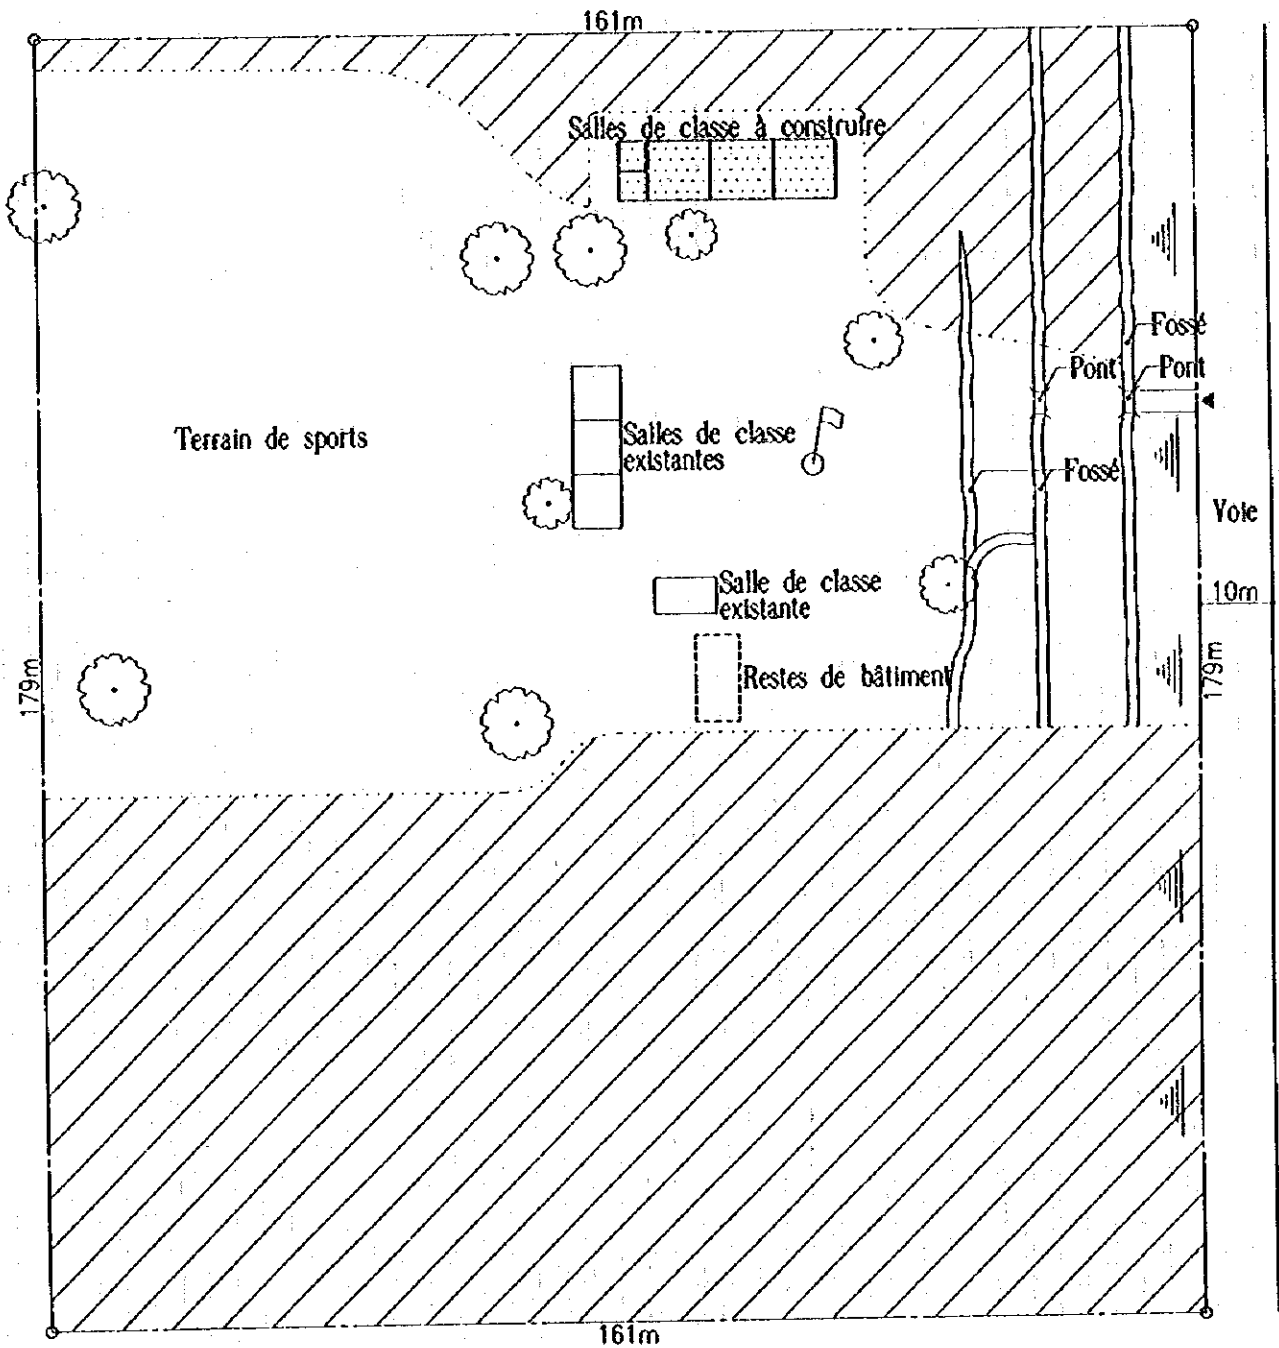 161m
Salles de classe à construire
Fossé
Pont
Pont
Terrain de sports
Salles de classe
existantes
Fossé
Voie
Salle de classe
existante
10m
Restes de bâtiment
179m
179m
161m